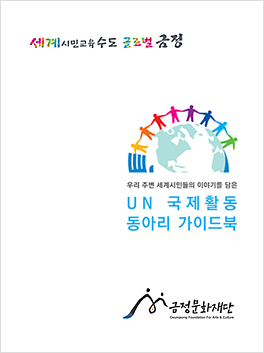 세계시민교육수도 글로벌 금정
우리 주변 세계시민들의 이야기를 담은
UN 국제활동
동아리 가이드북
금정문화재단
Geumjeong Foundation For Arts & Culture